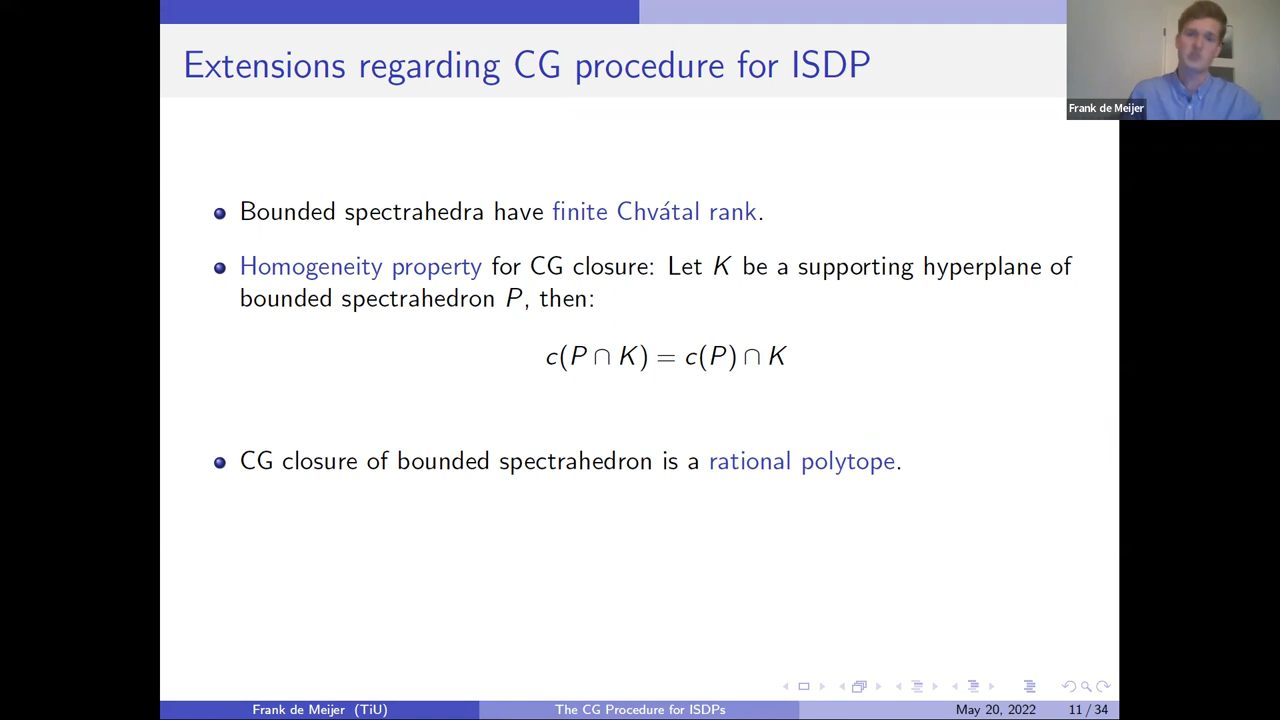 Extensions regarding CG procedure for ISDP
Frank de Meijer
Bounded spectrahedra have finite Chvátal rank.
Homogeneity property for CG closure: Let K be a supporting hyperplane of
bounded spectrahedron P, then:
c(P ∩ K) = c(P) ∩ K
CG closure of bounded spectrahedron is a rational polytope.
Frank de Meijer (TiU) The CG Procedure for ISDPs May 20, 2022 11 / 34